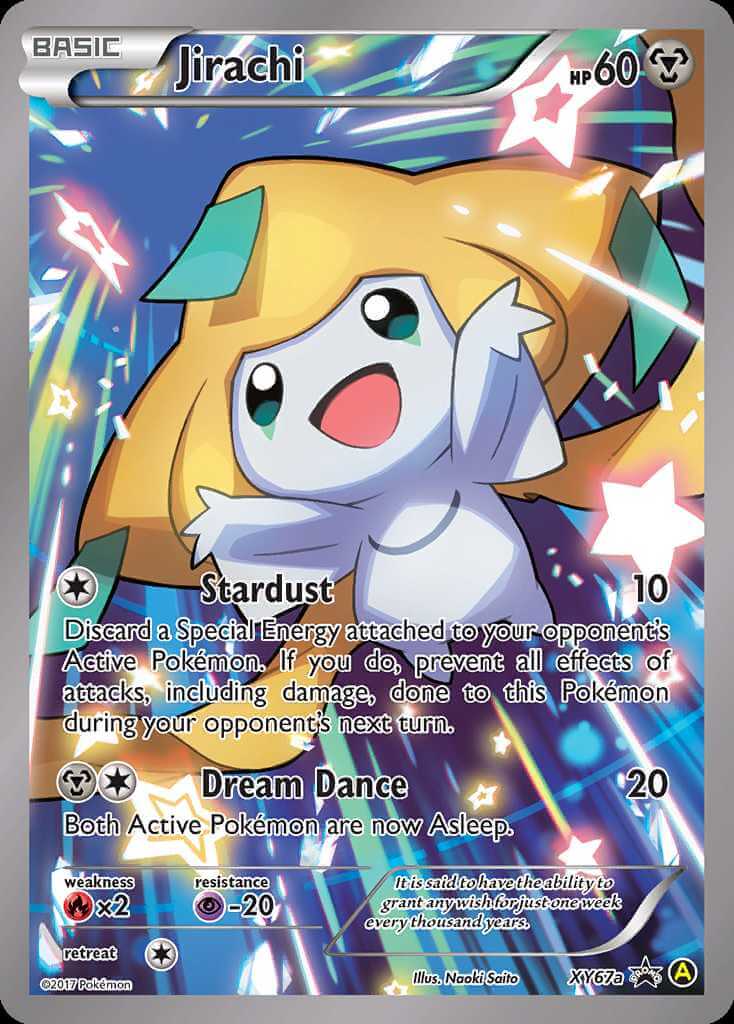 BASIC
Jirachi
HP60
Stardust 10
Discard a Special Energy attached to your opponent's
Active Pokémon. If you do, prevent all effects of
attacks, including damage, done to this Pokémon
during your opponent's next turn.
Dream Dance 20
Both Active Pokémon are now Asleep.
weakness resistance
×2 -20
It is said to have the ability to
grant any wish for just one week
every thousand years.
retreat
©2017 Pokémon Illus. Naoki Saito XY67a PROMO A